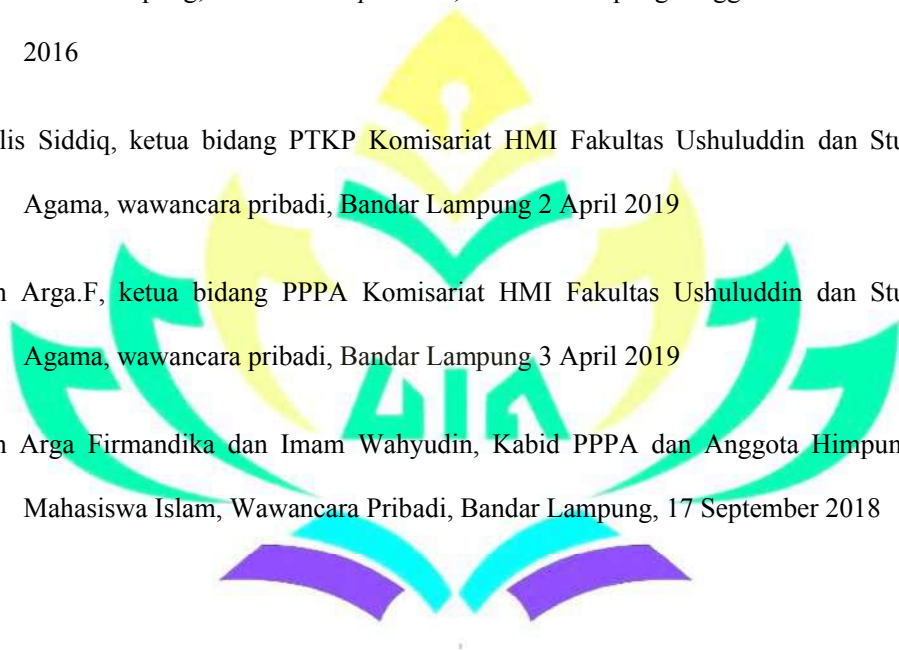 2016
lis Siddiq, ketua bidang PTKP Komisariat HMI Fakultas Ushuluddin dan Stu
Agama, wawancara pribadi, Bandar Lampung 2 April 2019
n Arga.F, ketua bidang PPPA Komisariat HMI Fakultas Ushuluddin dan Stu
Agama, wawancara pribadi, Bandar Lampung 3 April 2019
n Arga Firmandika dan Imam Wahyudin, Kabid PPPA dan Anggota Himpun
Mahasiswa Islam, Wawancara Pribadi, Bandar Lampung, 17 September 2018